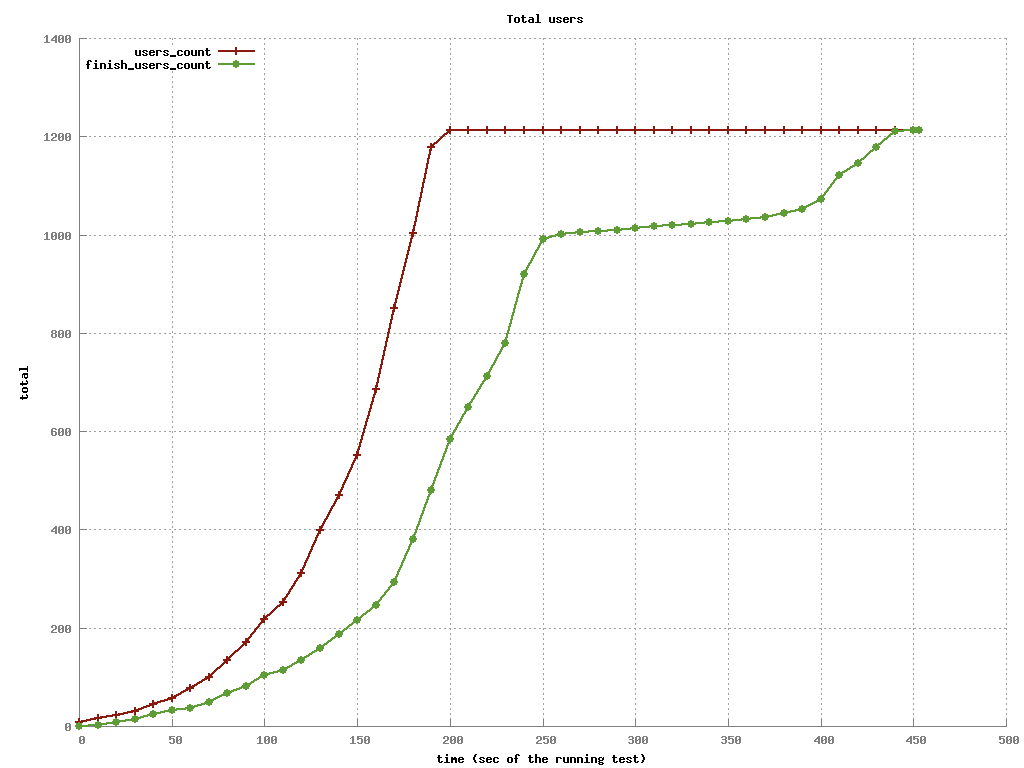 Total users
users_count
finish_users_count
1400
1200
1000
800
600
400
200
0
total
0 50 100 150 200 250 300 350 400 450 500
time (sec of the running test)